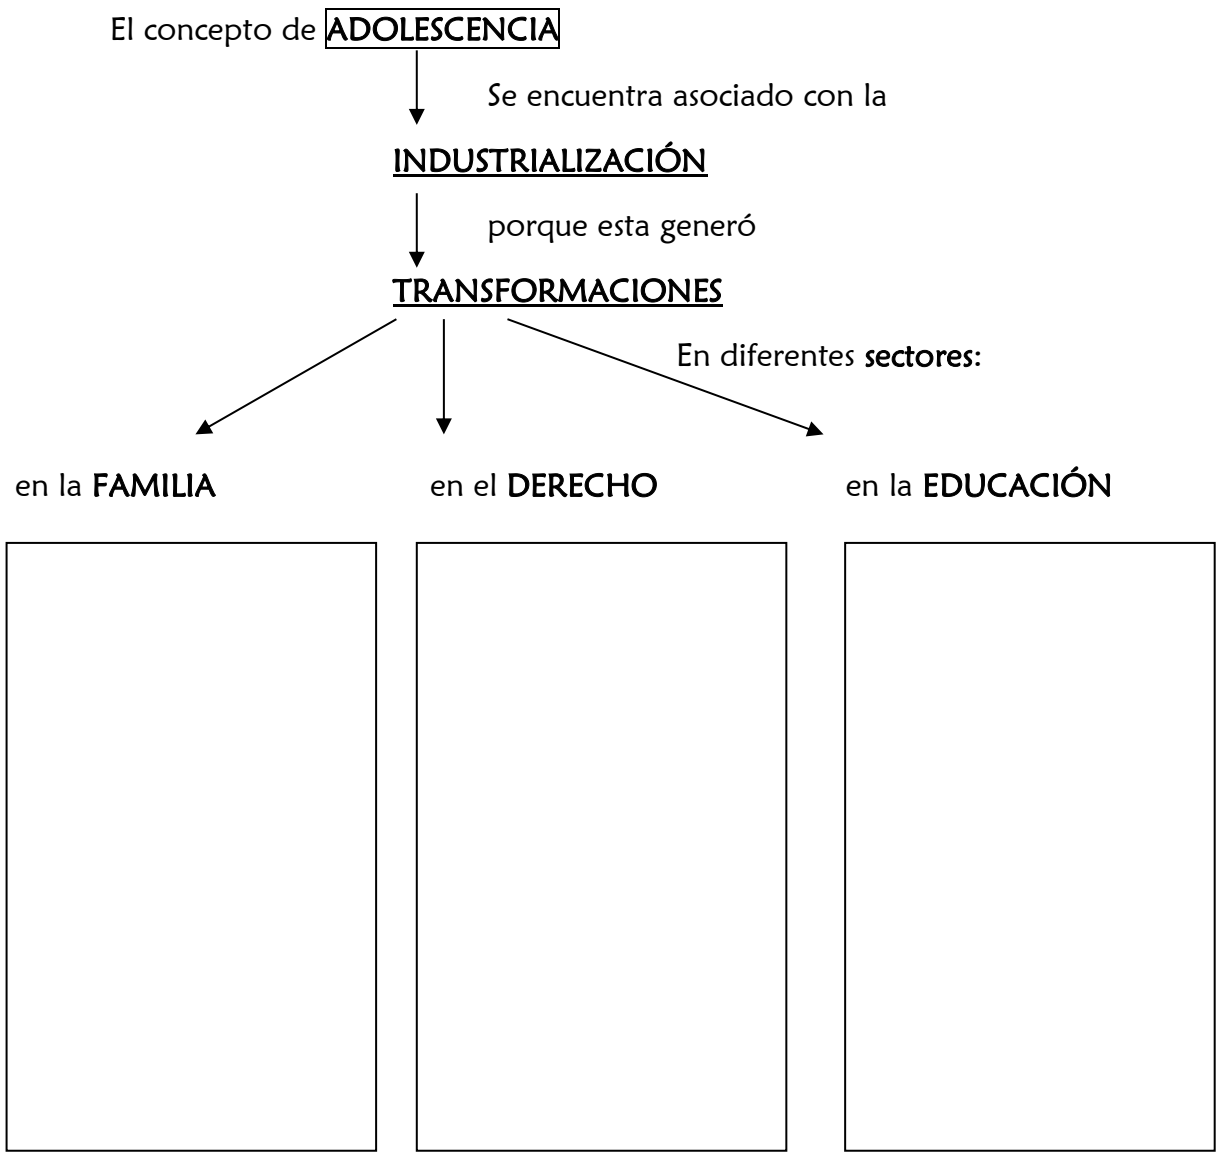 El concepto de ADOLESCENCIA
Se encuentra asociado con la
INDUSTRIALIZACIÓN
porque esta generó
TRANSFORMACIONES
En diferentes sectores:
en la FAMILIA
en el DERECHO
en la EDUCACIÓN